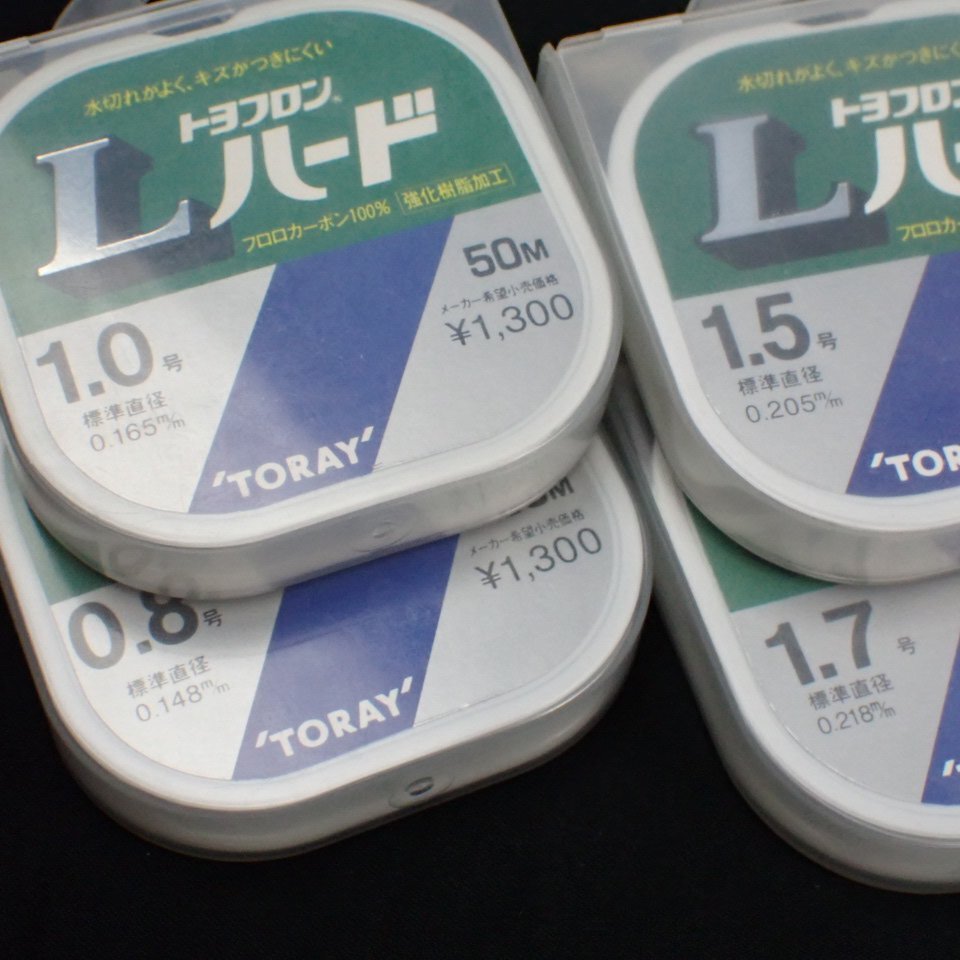 水切れがよく、キズがつきにくい
トヨフロン®
Lハード
フロロカーボン100% 強化樹脂加工
50M
メーカー希望小売価格
¥1,300
1.0号
標準直径
0.165m/m
'TORAY'
メーカー希望小売価格
¥1,300
0.8号
標準直径
0.148m/m
'TORAY'
水切れがよく、キズがつきにく
トヨフロン
L
フロロカ
1.5号
標準直径
0.205m/m
'TOR
1.7号
標準直径
0.218m/m